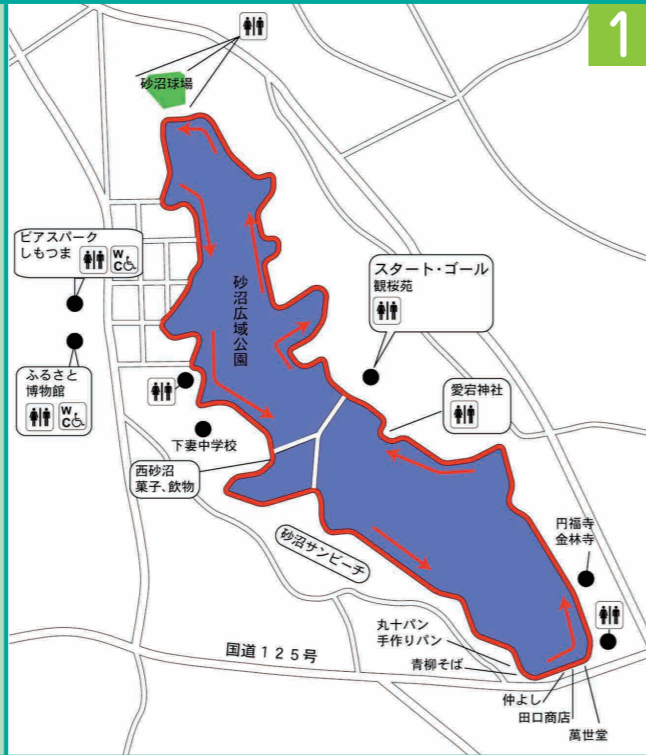 1
砂沼球場
ビアスパーク
しもつま
WC
ふるさと
博物館
WC
砂沼広域公園
スタート・ゴール
観桜苑
愛宕神社
下妻中学校
西砂沼
菓子、飲物
砂沼サンビーチ
円福寺
金林寺
丸十パン
手作りパン
青柳そば
国道125号
仲よし
田口商店
萬世堂